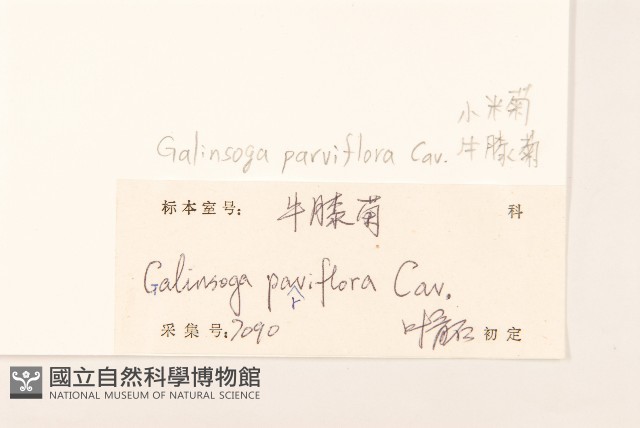 小米菊
Galinsoga parviflora Cav. 牛膝菊
标本室号: 牛膝菊 科
Galinsoga paviflora Cav.
r
采集号: 7090 叶 初定
國立自然科學博物館
NATIONAL MUSEUM OF NATURAL SCIENCE